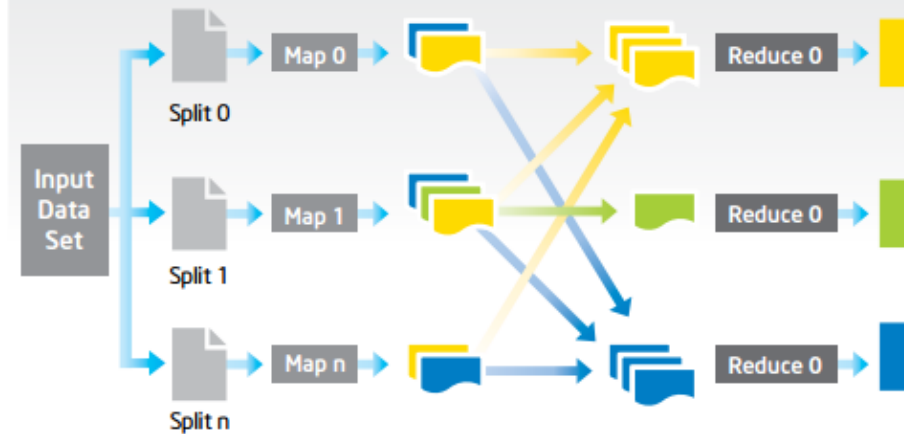 Map 0
Reduce 0
Split 0
Input
Data
Set
Map 1
Reduce 0
Split 1
Map n
Reduce 0
Split n